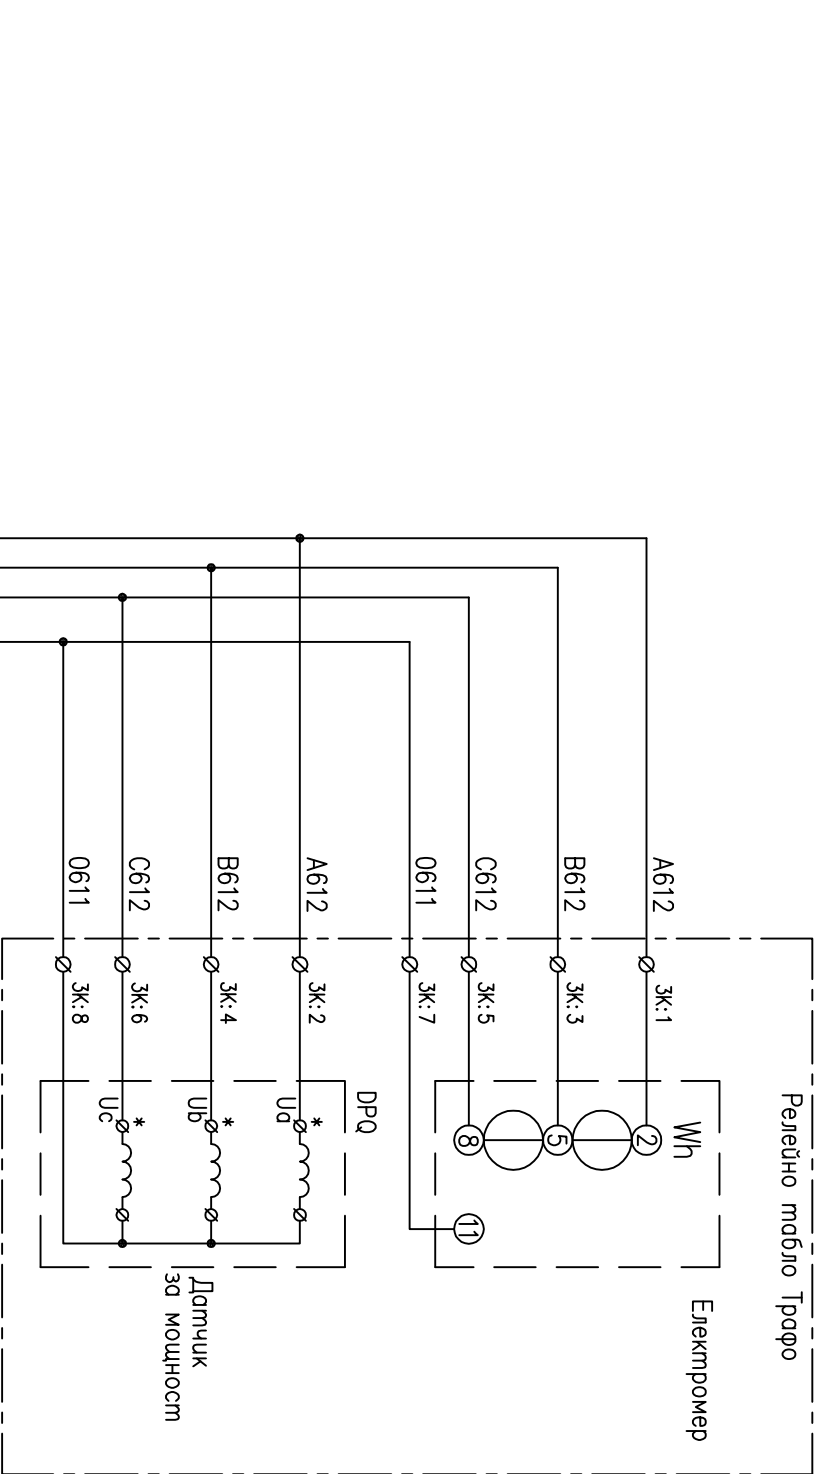 Релейно табло Трафо
Електромер
Wh
A612 3K:1 2
B612 3K:3 5
C612 3K:5 8
0611 3K:7 11
DPQ
A612 3K:2 *
Ua
B612 3K:4 *
Ub
Датчик
за мощност
C612 3K:6 *
Uc
0611 3K:8